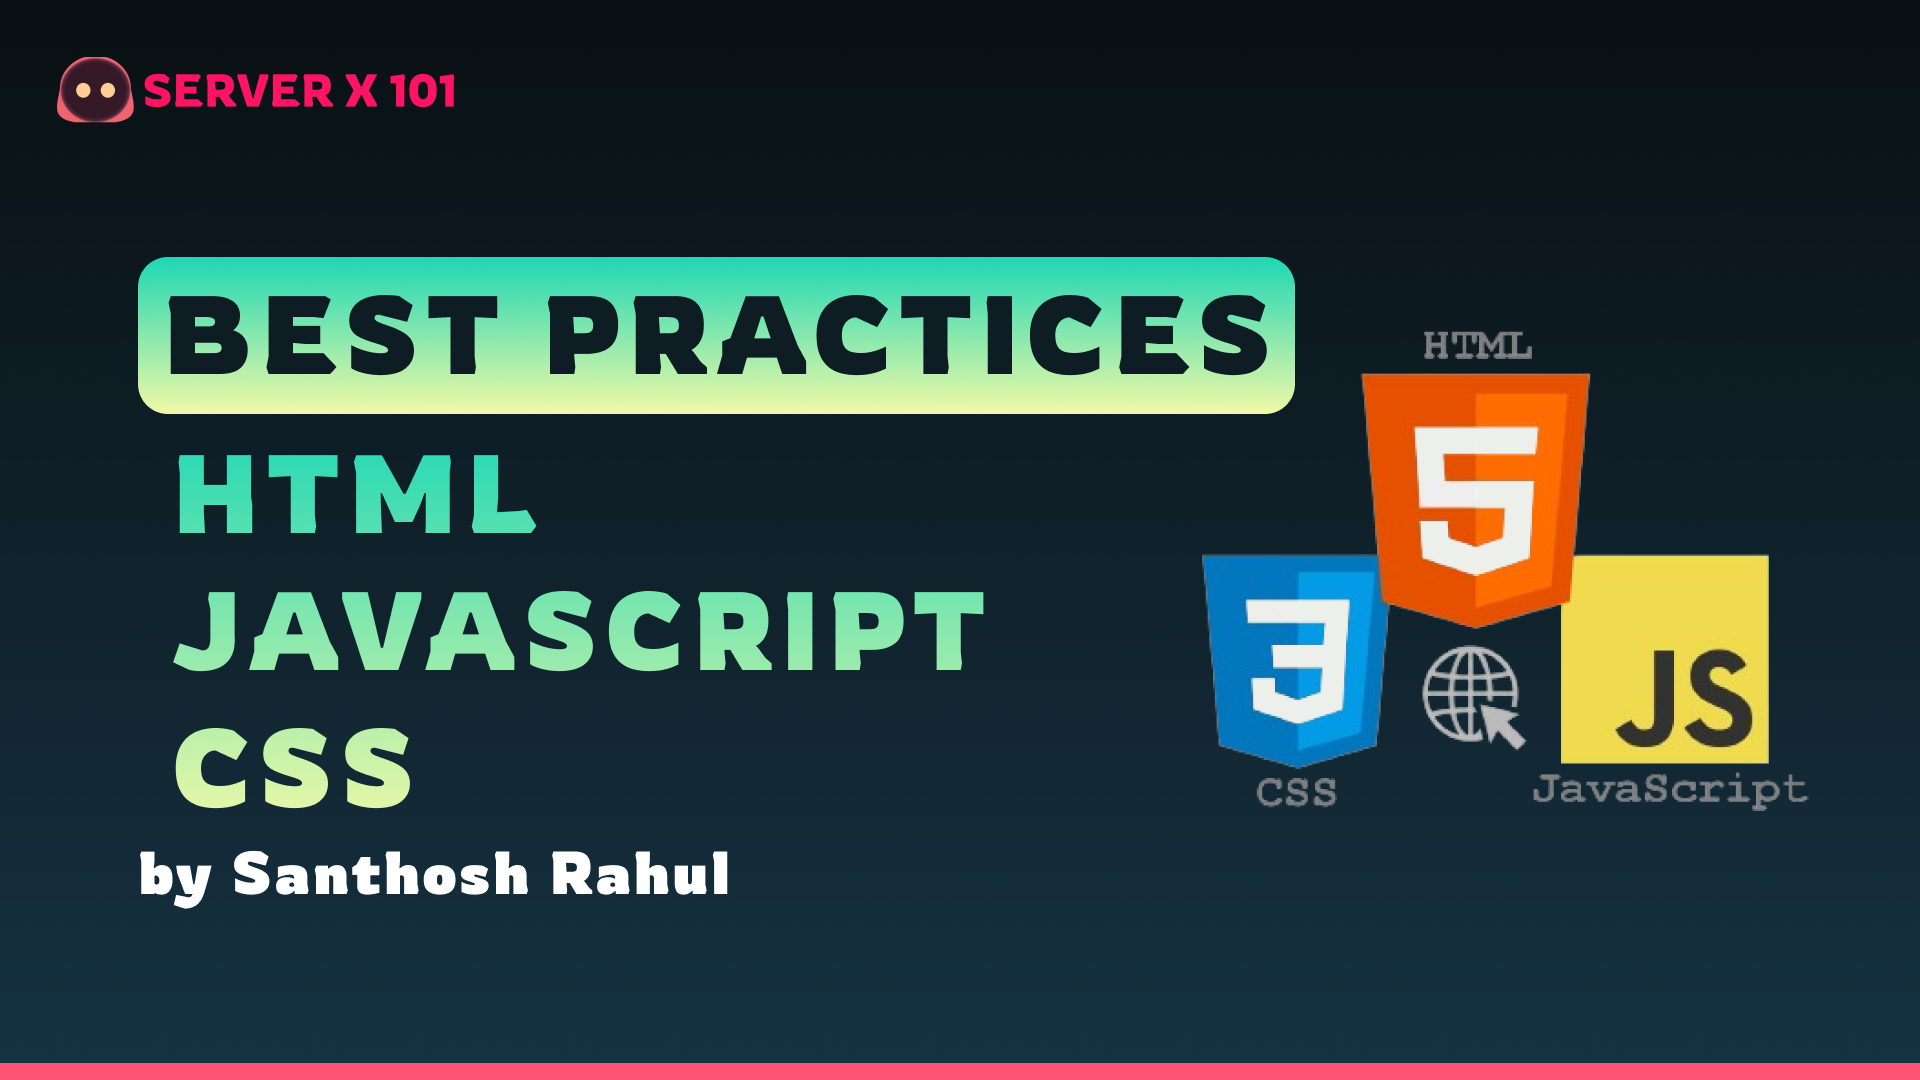 SERVER X 101
BEST PRACTICES
HTML
JAVASCRIPT
CSS
by Santhosh Rahul
HTML
5
3
JS
CSS
JavaScript